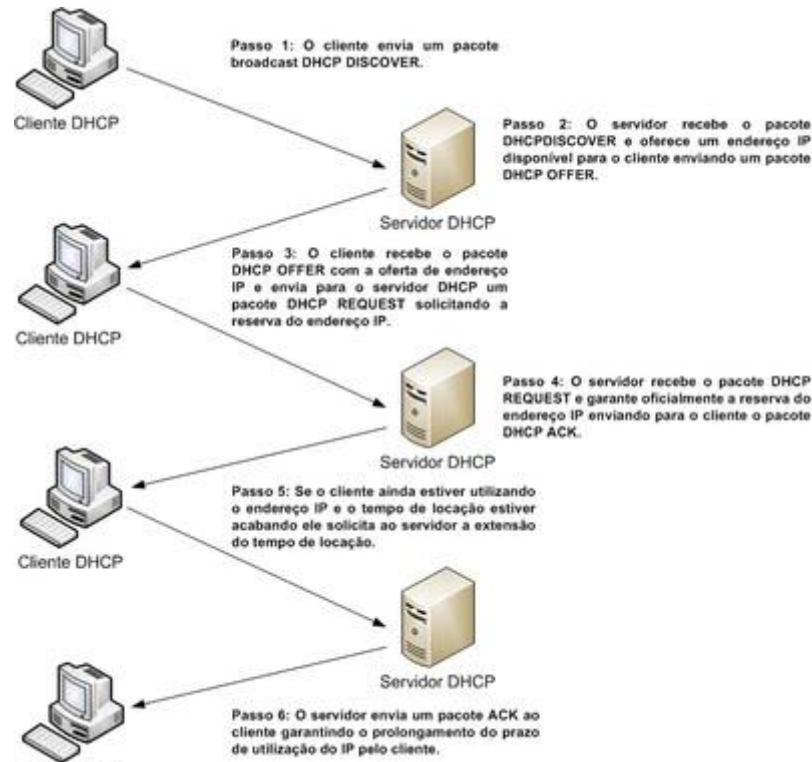 Passo 1: O cliente envia um pacote
broadcast DHCP DISCOVER.
Cliente DHCP
Passo 2: O servidor recebe o pacote
DHCPDISCOVER e oferece um endereço IP
disponível para o cliente enviando um pacote
DHCP OFFER.
Servidor DHCP
Passo 3: O cliente recebe o pacote
DHCP OFFER com a oferta de endereço
IP e envia para o servidor DHCP um
pacote DHCP REQUEST solicitando a
reserva do endereço IP.
Cliente DHCP
Passo 4: O servidor recebe o pacote DHCP
REQUEST e garante oficialmente a reserva do
endereço IP enviando para o cliente o pacote
DHCP ACK.
Servidor DHCP
Passo 5: Se o cliente ainda estiver utilizando
o endereço IP e o tempo de locação estiver
acabando ele solicita ao servidor a extensão
do tempo de locação.
Cliente DHCP
Servidor DHCP
Passo 6: O servidor envia um pacote ACK ao
cliente garantindo o prolongamento do prazo
de utilização do IP pelo cliente.